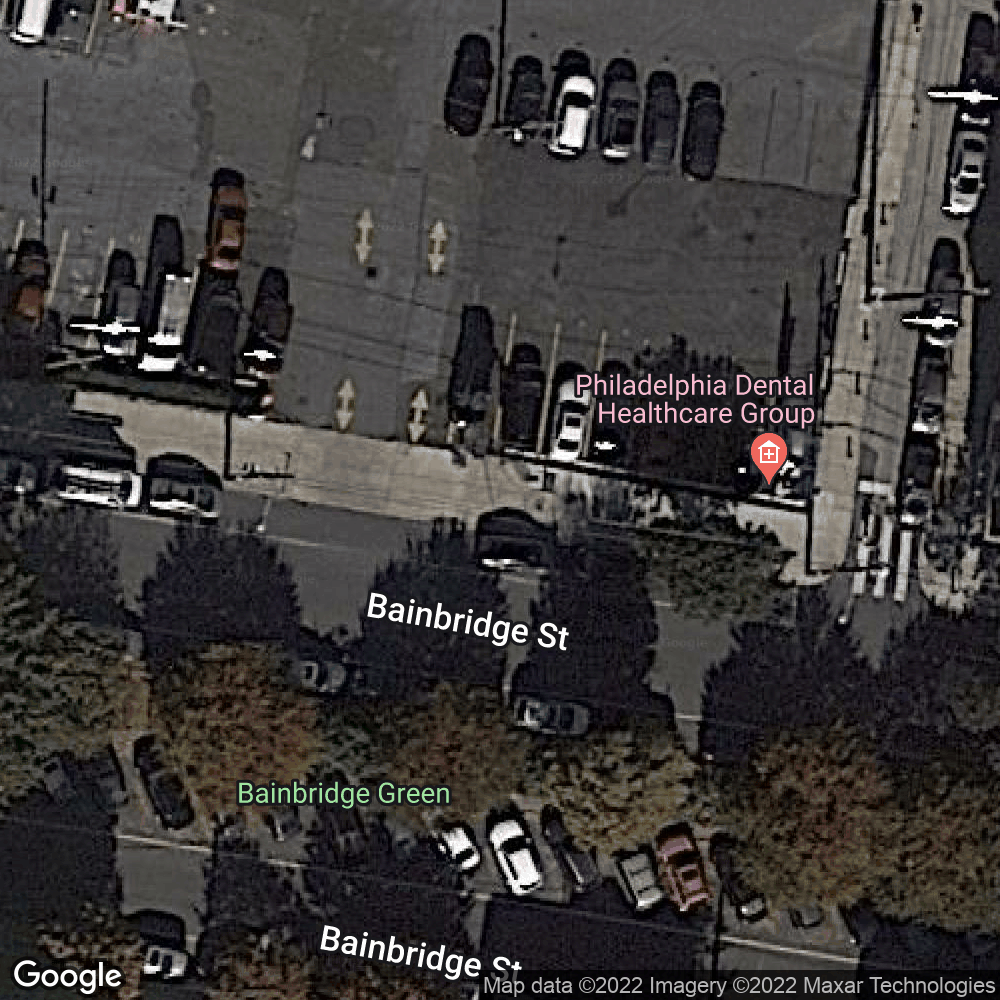 Philadelphia Dental
Healthcare Group
Bainbridge St
Bainbridge Green
Bainbridge St
Google
Map data ©2022 Imagery ©2022 Maxar Technologies